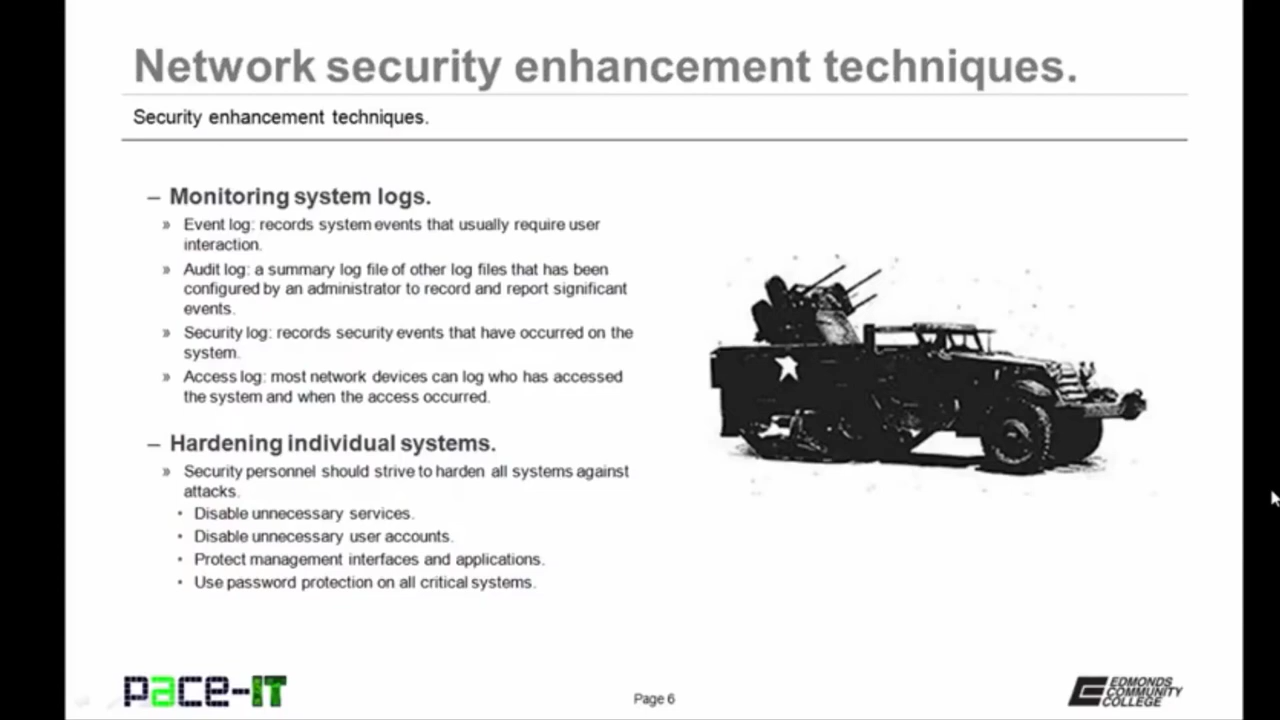 Network security enhancement techniques.
Security enhancement techniques.
– Monitoring system logs.
» Event log: records system events that usually require user
interaction.
» Audit log: a summary log file of other log files that has been
configured by an administrator to record and report significant
events.
» Security log: records security events that have occurred on the
system.
» Access log: most network devices can log who has accessed
the system and when the access occurred.
– Hardening individual systems.
» Security personnel should strive to harden all systems against
attacks.
• Disable unnecessary services.
• Disable unnecessary user accounts.
• Protect management interfaces and applications.
• Use password protection on all critical systems.
pace-IT
Page 6
EDMONDS
COMMUNITY
COLLEGE